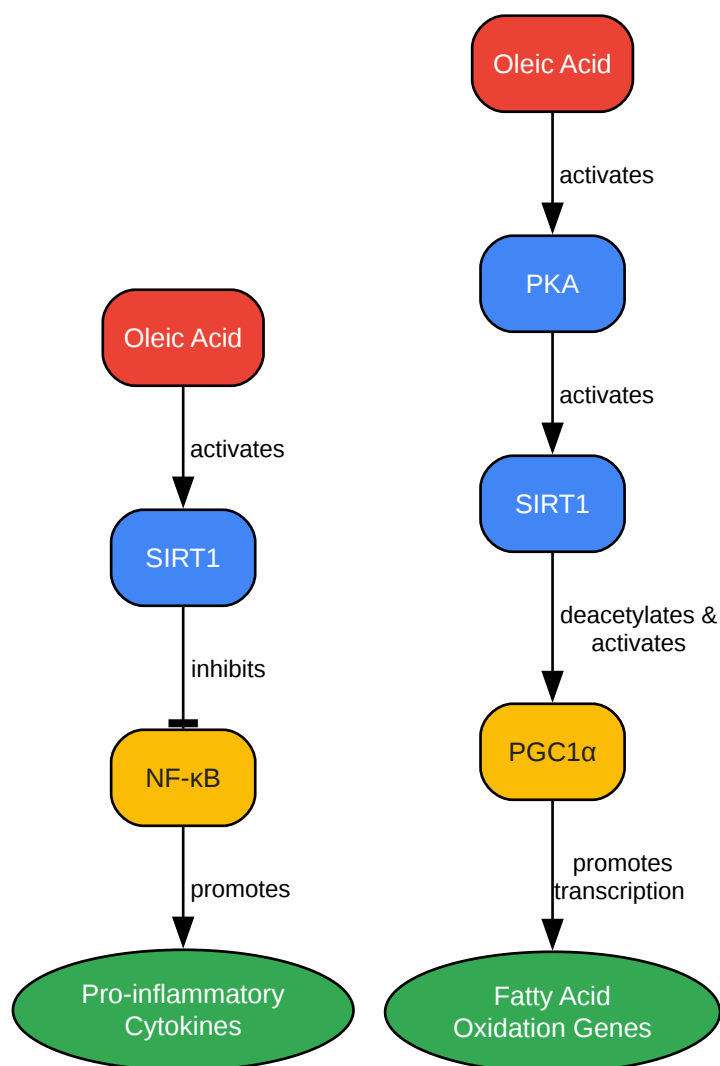 Oleic Acid
activates
SIRT1
inhibits
NF-κB
promotes
Pro-inflammatory
Cytokines
Oleic Acid
activates
PKA
activates
SIRT1
deacetylates &
activates
PGC1α
promotes
transcription
Fatty Acid
Oxidation Genes